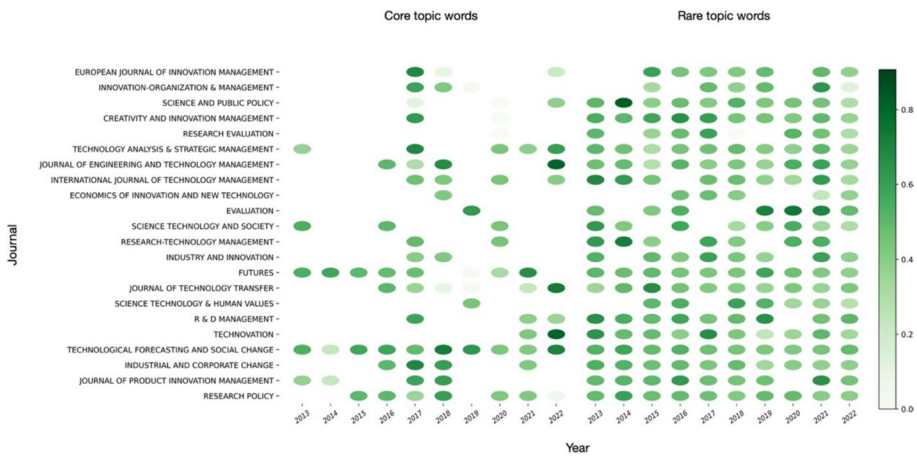 Core topic words
Rare topic words
EUROPEAN JOURNAL OF INNOVATION MANAGEMENT
INNOVATION-ORGANIZATION & MANAGEMENT
SCIENCE AND PUBLIC POLICY
CREATIVITY AND INNOVATION MANAGEMENT
RESEARCH EVALUATION
TECHNOLOGY ANALYSIS & STRATEGIC MANAGEMENT
JOURNAL OF ENGINEERING AND TECHNOLOGY MANAGEMENT
INTERNATIONAL JOURNAL OF TECHNOLOGY MANAGEMENT
ECONOMICS OF INNOVATION AND NEW TECHNOLOGY
EVALUATION
SCIENCE TECHNOLOGY AND SOCIETY
RESEARCH-TECHNOLOGY MANAGEMENT
INDUSTRY AND INNOVATION
FUTURES
JOURNAL OF TECHNOLOGY TRANSFER
SCIENCE TECHNOLOGY & HUMAN VALUES
R & D MANAGEMENT
TECHNOVATION
TECHNOLOGICAL FORECASTING AND SOCIAL CHANGE
INDUSTRIAL AND CORPORATE CHANGE
JOURNAL OF PRODUCT INNOVATION MANAGEMENT
RESEARCH POLICY
Journal
2013 2014 2015 2016 2017 2018 2019 2020 2021 2022
2013 2014 2015 2016 2017 2018 2019 2020 2021 2022
Year
0.8
0.6
0.4
0.2
0.0